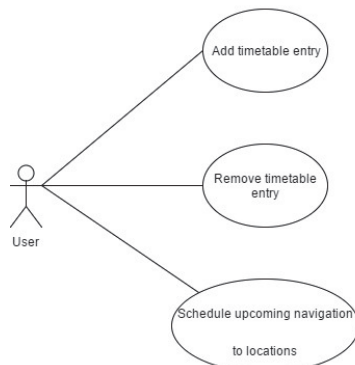 Add timetable entry
Remove timetable
entry
User
Schedule upcoming navigation
to locations